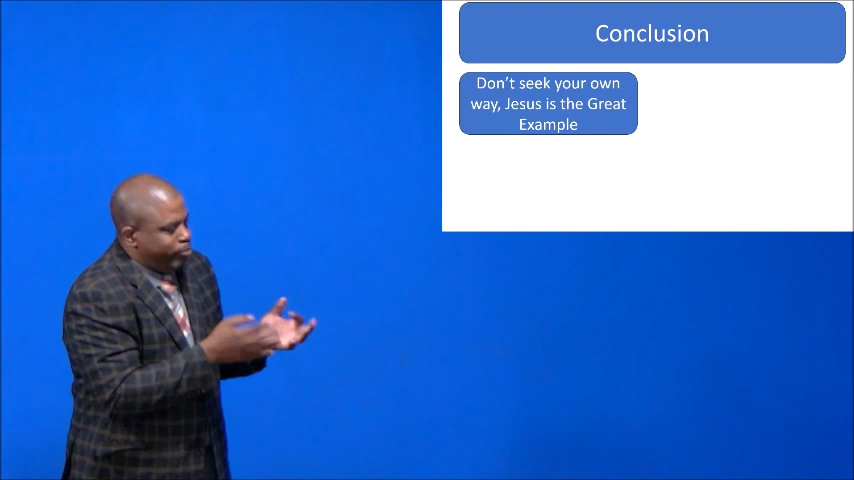 Conclusion
Don’t seek your own
way, Jesus is the Great
Example